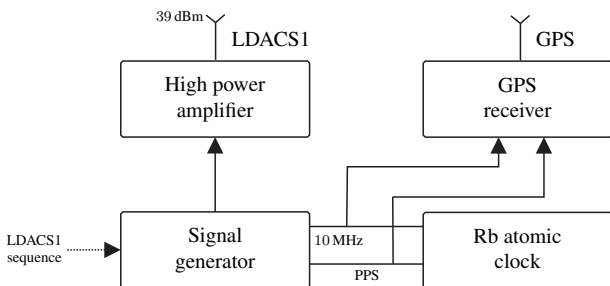 39 dBm
LDACS1
GPS
High power
amplifier
GPS
receiver
LDACS1
sequence
Signal
generator
10 MHz
PPS
Rb atomic
clock